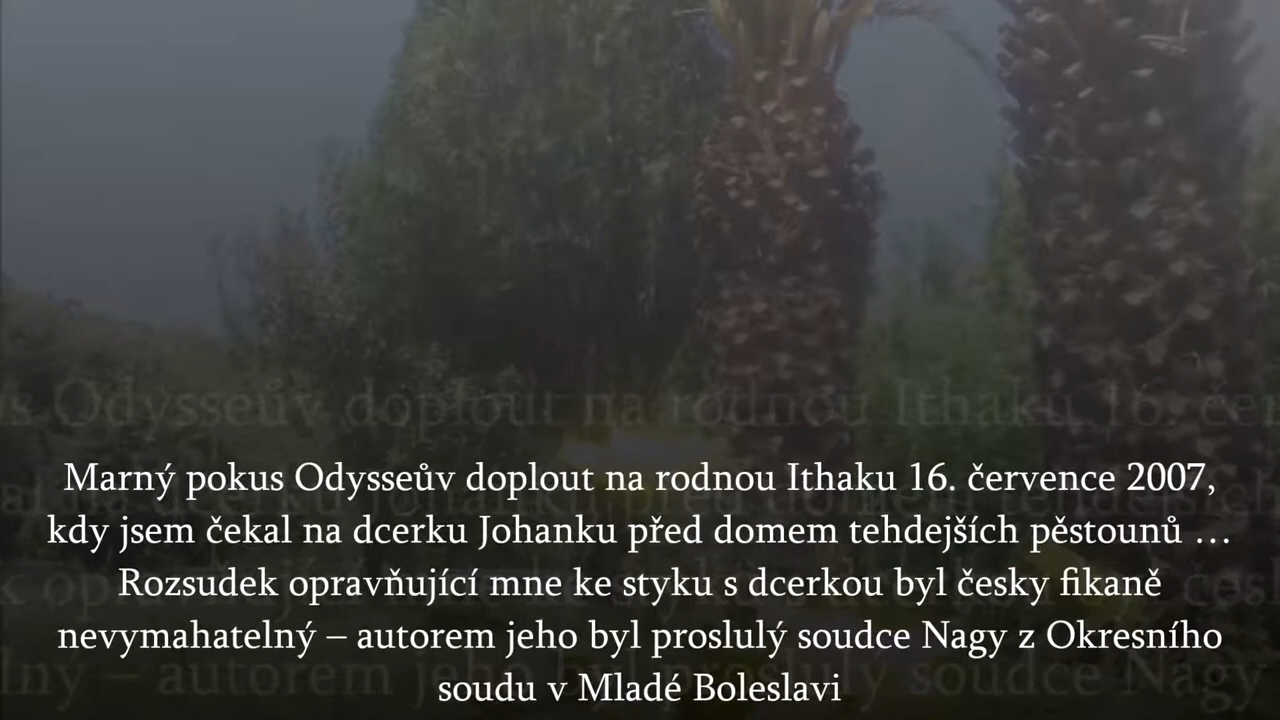 Marný pokus Odysseův doplout na rodnou Ithaku 16. července 2007,
kdy jsem čekal na dcerku Johanku před domem tehdejších pěstounů …
Rozsudek opravňující mne ke styku s dcerkou byl česky fikaně
nevymahatelný – autorem jeho byl proslulý soudce Nagy z Okresního
soudu v Mladé Boleslavi